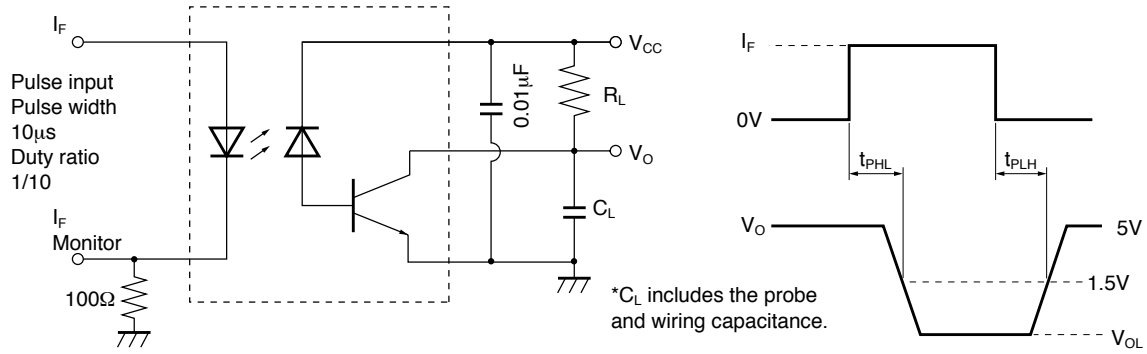 I_F
Pulse input
Pulse width
10μs
Duty ratio
1/10
I_F
Monitor
100Ω
0.01μF
V_CC
R_L
V_O
C_L
*C_L includes the probe
and wiring capacitance.
I_F
0V
t_PHL
t_PLH
V_O
5V
1.5V
V_OL